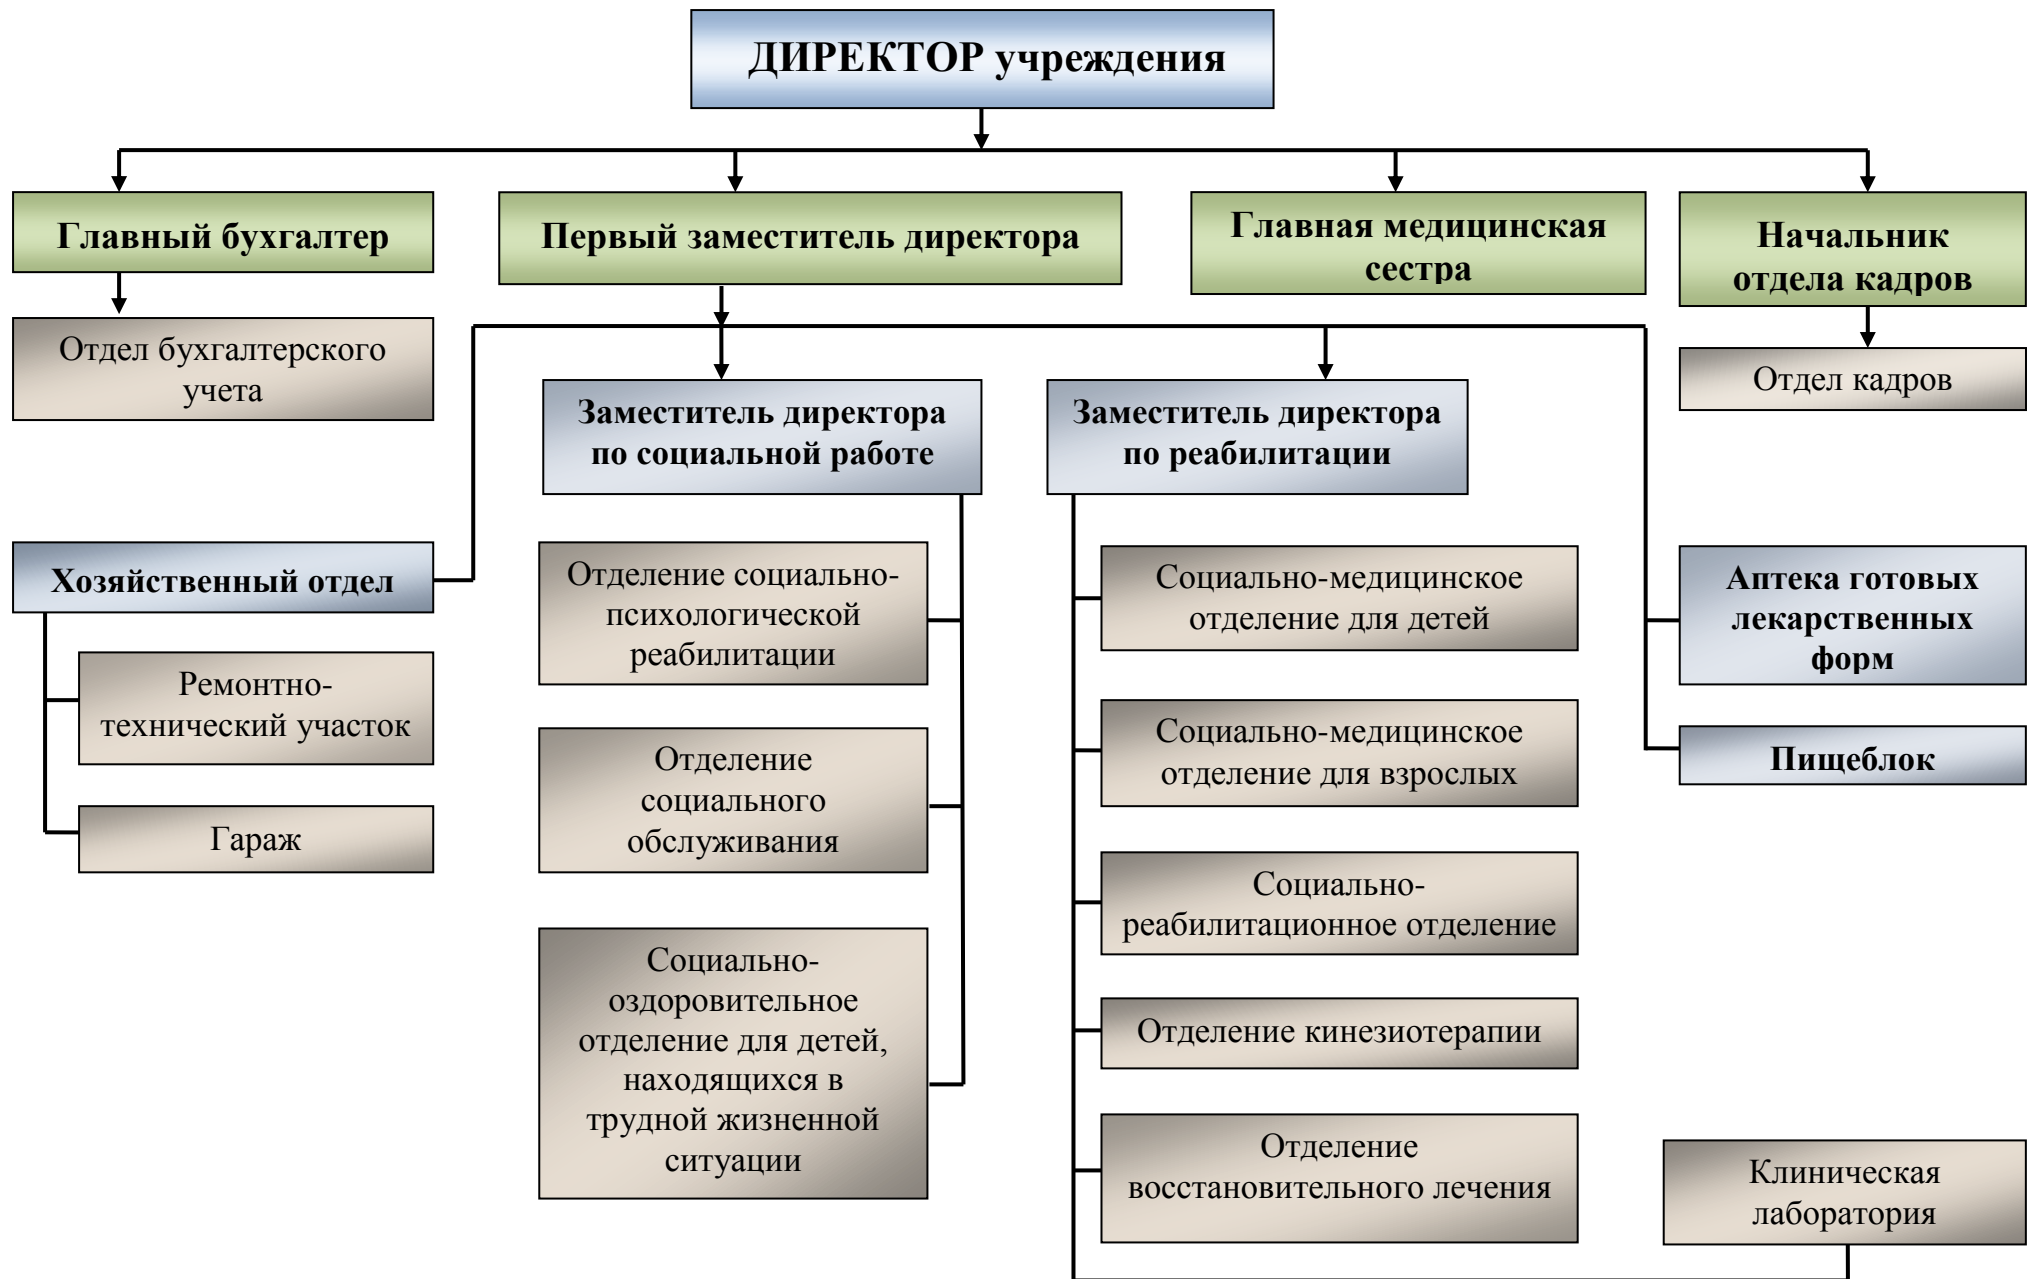 ДИРЕКТОР учреждения
Главный бухгалтер
Первый заместитель директора
Главная медицинская
сестра
Начальник
отдела кадров
Отдел бухгалтерского
учета
Отдел кадров
Заместитель директора
по социальной работе
Заместитель директора
по реабилитации
Хозяйственный отдел
Ремонтно-
технический участок
Гараж
Отделение социально-
психологической
реабилитации
Отделение
социального
обслуживания
Социально-
оздоровительное
отделение для детей,
находящихся в
трудной жизненной
ситуации
Социально-медицинское
отделение для детей
Социально-медицинское
отделение для взрослых
Социально-
реабилитационное отделение
Отделение кинезиотерапии
Отделение
восстановительного лечения
Аптека готовых
лекарственных
форм
Пищеблок
Клиническая
лаборатория